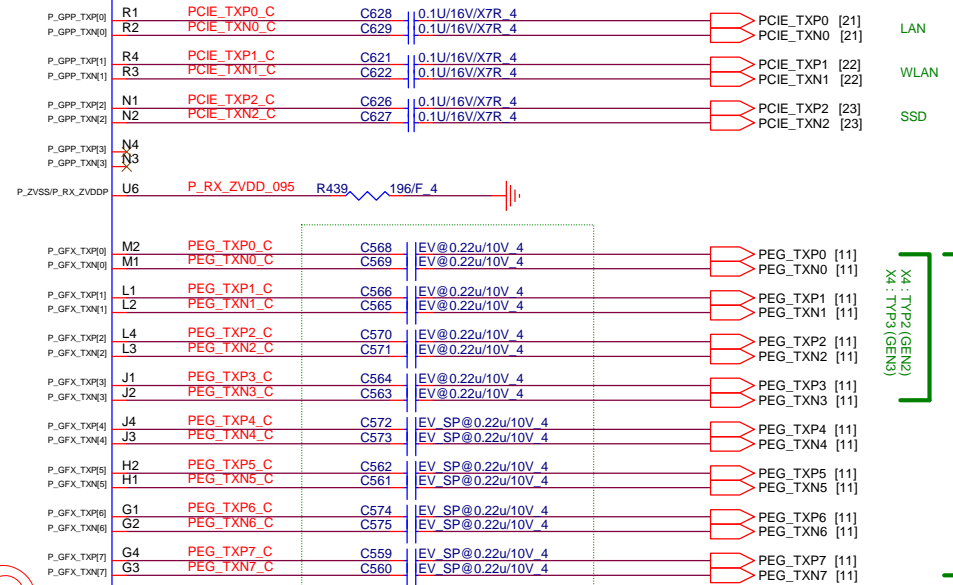 P_GPP_TXP[0] R1 PCIE_TXP0_C C628 0.1U/16V/X7R_4 PCIE_TXP0 [21]
P_GPP_TXN[0] R2 PCIE_TXN0_C C629 0.1U/16V/X7R_4 PCIE_TXN0 [21]
LAN
P_GPP_TXP[1] R4 PCIE_TXP1_C C621 0.1U/16V/X7R_4 PCIE_TXP1 [22]
P_GPP_TXN[1] R3 PCIE_TXN1_C C622 0.1U/16V/X7R_4 PCIE_TXN1 [22]
WLAN
P_GPP_TXP[2] N1 PCIE_TXP2_C C626 0.1U/16V/X7R_4 PCIE_TXP2 [23]
P_GPP_TXN[2] N2 PCIE_TXN2_C C627 0.1U/16V/X7R_4 PCIE_TXN2 [23]
SSD
P_GPP_TXP[3] N4
P_GPP_TXN[3] N3
P_ZVSS/P_RX_ZVDDP U6 P_RX_ZVDD_095 R439 196/F_4
P_GFX_TXP[0] M2 PEG_TXP0_C C568 EV@0.22u/10V_4 PEG_TXP0 [11]
P_GFX_TXN[0] M1 PEG_TXN0_C C569 EV@0.22u/10V_4 PEG_TXN0 [11]
P_GFX_TXP[1] L1 PEG_TXP1_C C566 EV@0.22u/10V_4 PEG_TXP1 [11]
P_GFX_TXN[1] L2 PEG_TXN1_C C565 EV@0.22u/10V_4 PEG_TXN1 [11]
P_GFX_TXP[2] L4 PEG_TXP2_C C570 EV@0.22u/10V_4 PEG_TXP2 [11]
P_GFX_TXN[2] L3 PEG_TXN2_C C571 EV@0.22u/10V_4 PEG_TXN2 [11]
P_GFX_TXP[3] J1 PEG_TXP3_C C564 EV@0.22u/10V_4 PEG_TXP3 [11]
P_GFX_TXN[3] J2 PEG_TXN3_C C563 EV@0.22u/10V_4 PEG_TXN3 [11]
X4 : TYP2 (GEN2)
X4 : TYP3 (GEN3)
P_GFX_TXP[4] J4 PEG_TXP4_C C572 EV_SP@0.22u/10V_4 PEG_TXP4 [11]
P_GFX_TXN[4] J3 PEG_TXN4_C C573 EV_SP@0.22u/10V_4 PEG_TXN4 [11]
P_GFX_TXP[5] H2 PEG_TXP5_C C562 EV_SP@0.22u/10V_4 PEG_TXP5 [11]
P_GFX_TXN[5] H1 PEG_TXN5_C C561 EV_SP@0.22u/10V_4 PEG_TXN5 [11]
P_GFX_TXP[6] G1 PEG_TXP6_C C574 EV_SP@0.22u/10V_4 PEG_TXP6 [11]
P_GFX_TXN[6] G2 PEG_TXN6_C C575 EV_SP@0.22u/10V_4 PEG_TXN6 [11]
P_GFX_TXP[7] G4 PEG_TXP7_C C559 EV_SP@0.22u/10V_4 PEG_TXP7 [11]
P_GFX_TXN[7] G3 PEG_TXN7_C C560 EV_SP@0.22u/10V_4 PEG_TXN7 [11]